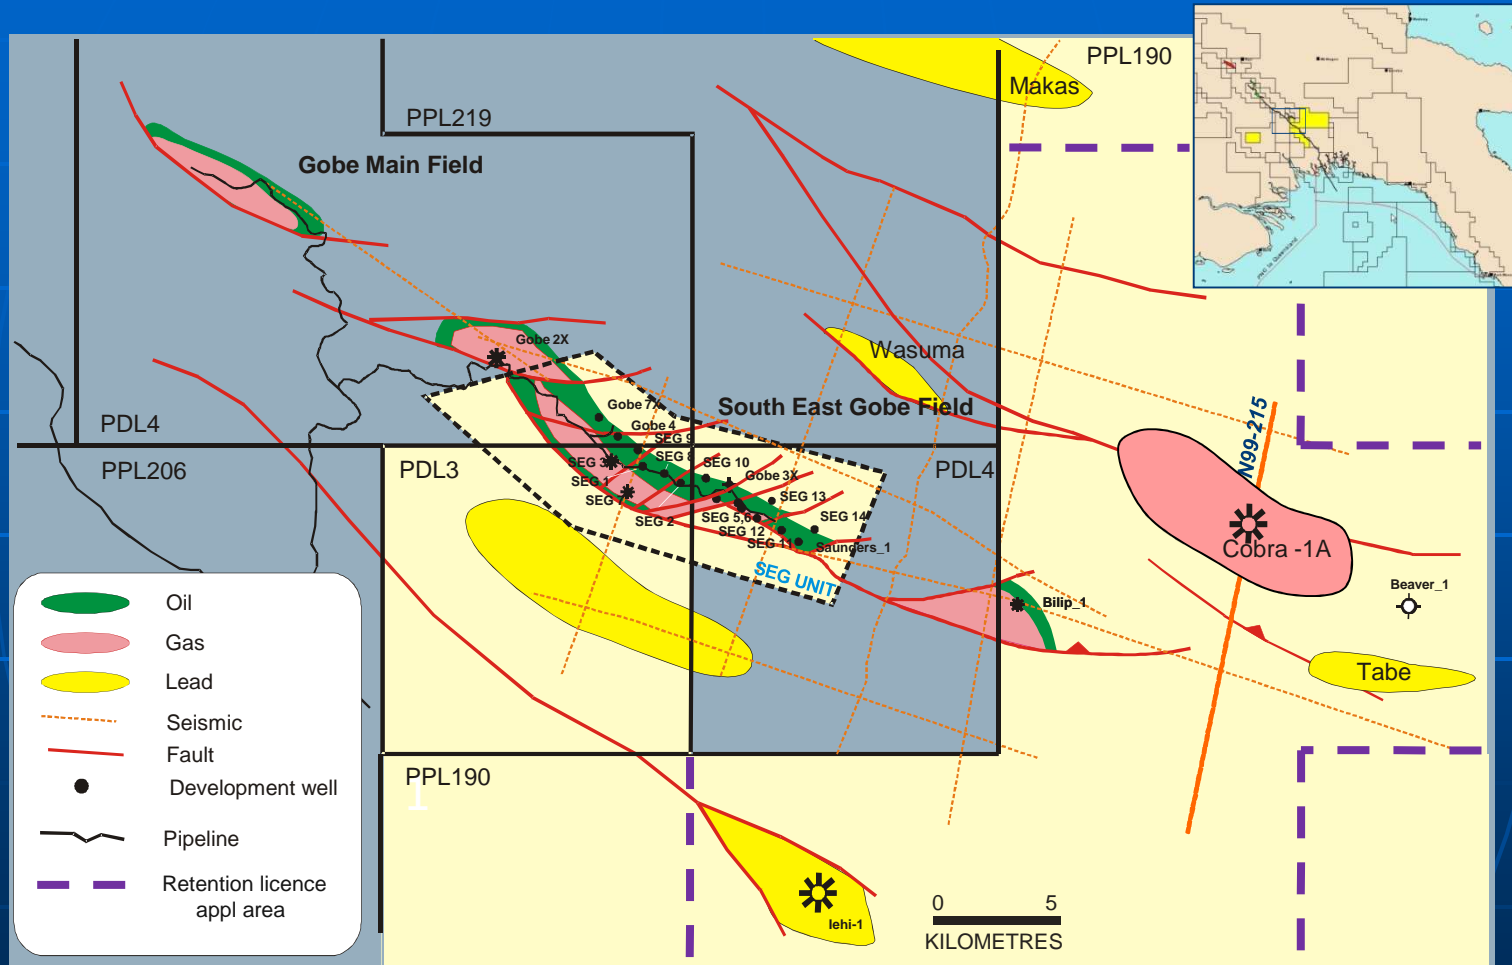 PPL190
Makas
PPL219
Gobe Main Field
Gobe 2X
Wasuma
South East Gobe Field
Gobe 7X
Gobe 4
PDL4
SEG 9
SEG 8
PPL206
PDL3
SEG 3
SEG 10
PDL4
N99-215
SEG 1
Gobe 3X
SEG 7
SEG 13
SEG 2
SEG 5,6
SEG 14
SEG 12
SEG 11
Saunders_1
Cobra -1A
SEG UNIT
Beaver_1
Bilip_1
Tabe
PPL190
1
Iehi-1
0 5
KILOMETRES
Oil
Gas
Lead
Seismic
Fault
Development well
Pipeline
Retention licence
appl area